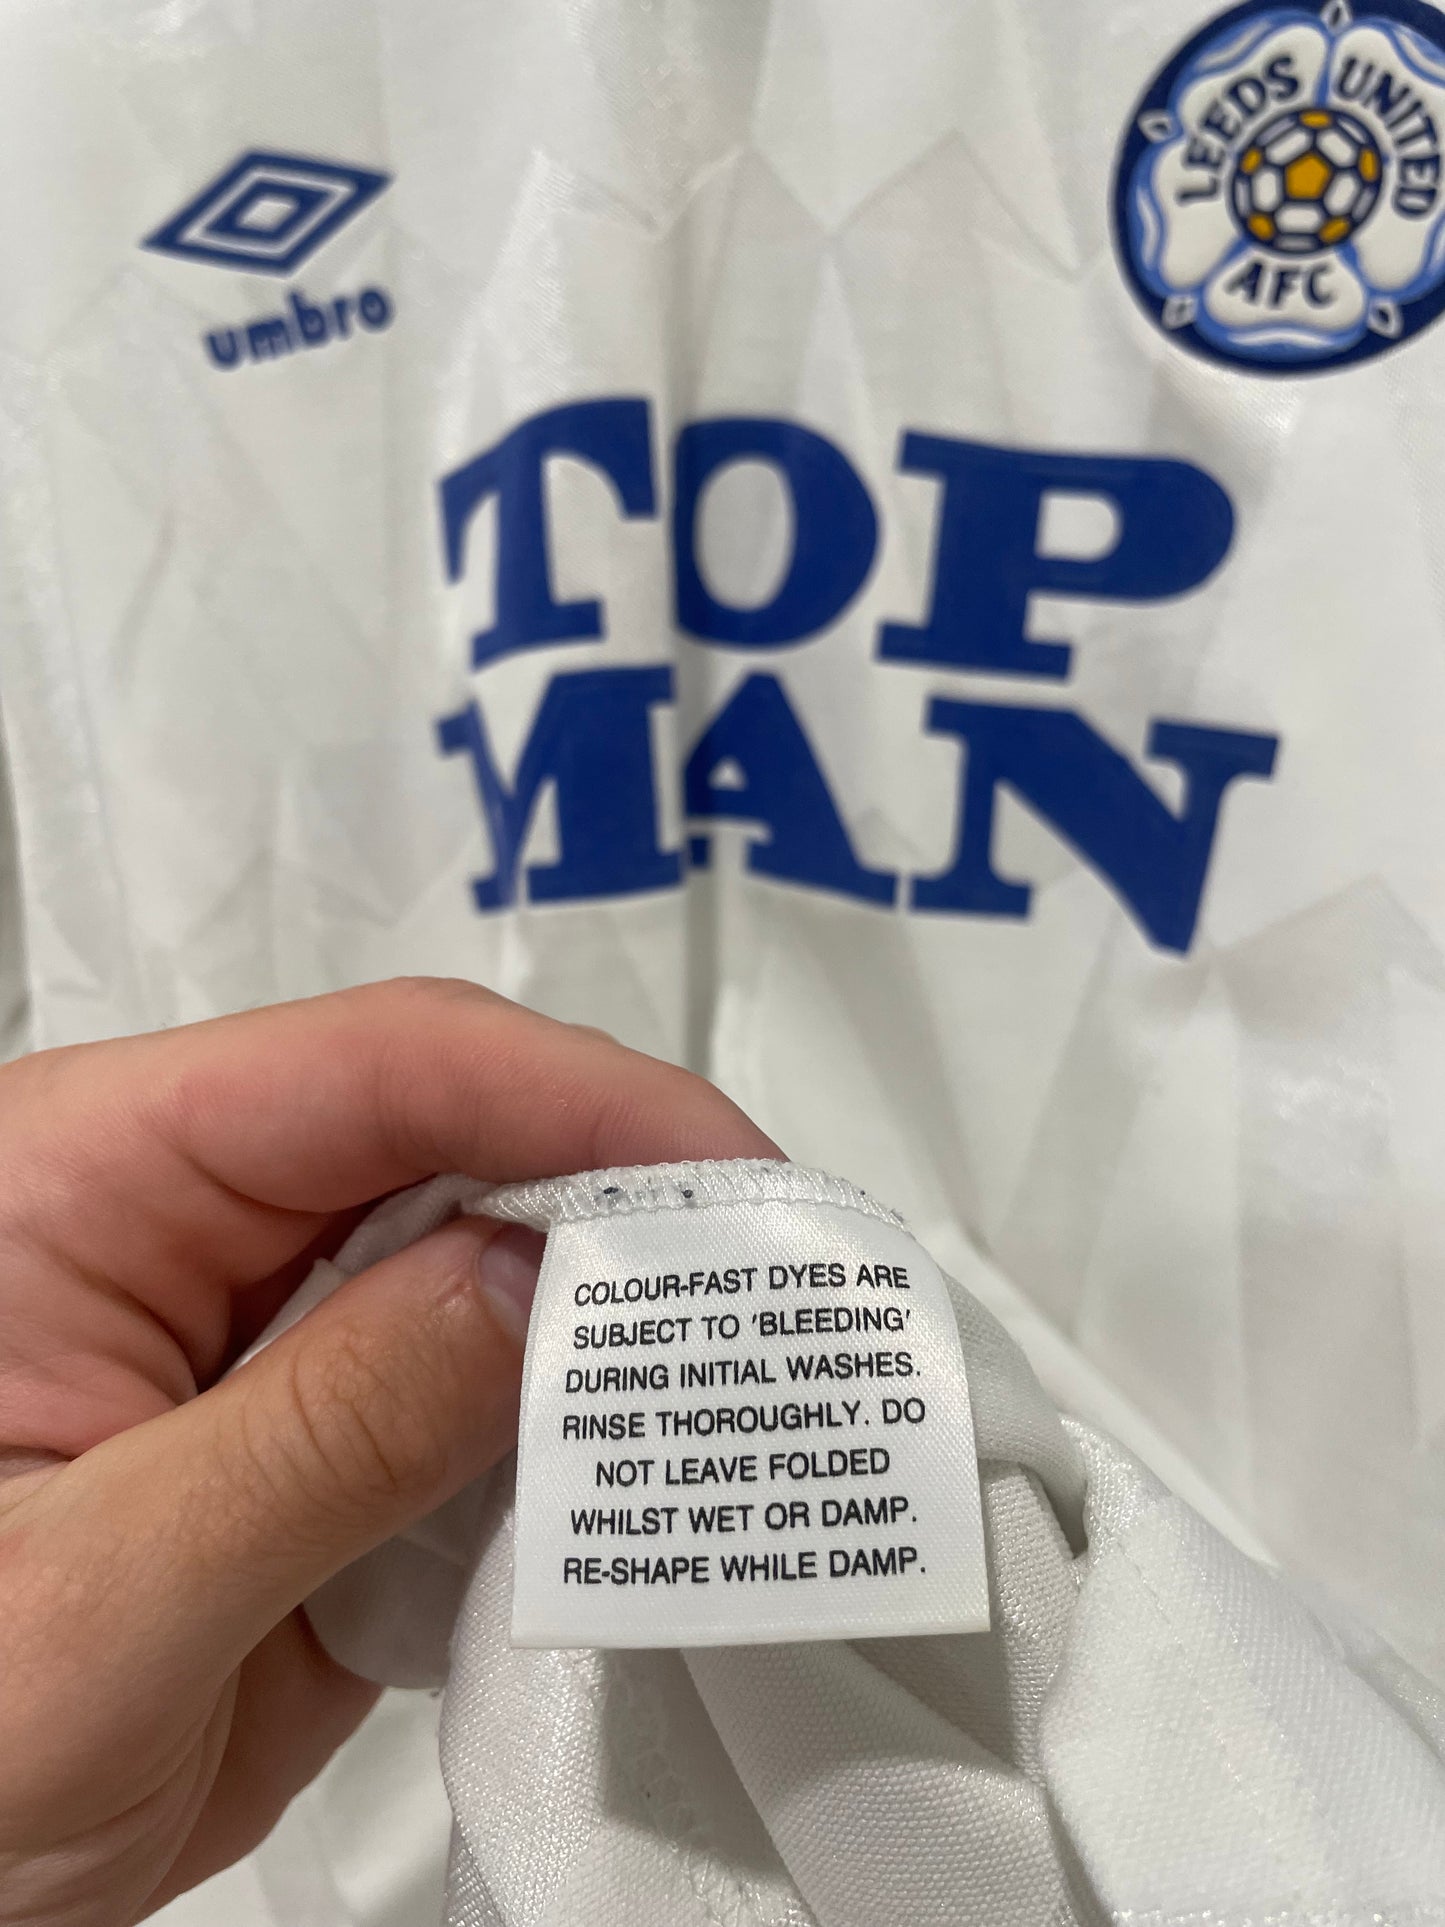 LEEDS UNITED
AFC
umbro
TOP
MAN
COLOUR-FAST DYES ARE
SUBJECT TO 'BLEEDING'
DURING INITIAL WASHES.
RINSE THOROUGHLY. DO
NOT LEAVE FOLDED
WHILST WET OR DAMP.
RE-SHAPE WHILE DAMP.